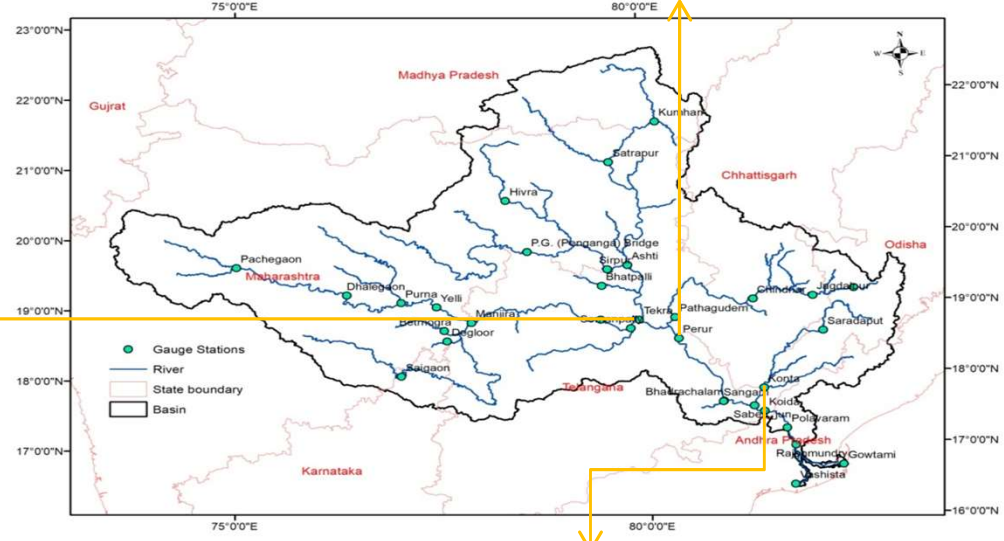 75°0'0"E 80°0'0"E
23°0'0"N
N
W E
S
Madhya Pradesh
22°0'0"N
22°0'0"N
Gujrat
Kumhari
Satrapur
21°0'0"N
21°0'0"N
Chhattisgarh
Hivra
20°0'0"N
20°0'0"N
P.G. (Penganga) Bridge
Odisha
Ashti
Sirpur
Pachegaon
Bhatpalli
Maharashtra
Dhalegaon
Chindnar
Jagdalpur
Purna
Yelli
19°0'0"N
19°0'0"N
Manjira
Tekra
Pathagudem
Saradaput
Betmogra
Degloor
Perur
Gauge Stations
River
State boundary
Basin
Saigaon
18°0'0"N
18°0'0"N
Konta
Telangana
Bhadrachalam
Sangam
Koida
Polavaram
17°0'0"N
17°0'0"N
Andhra Pradesh
Rajahmundry
Gowtami
Karnataka
Vashista
16°0'0"N
75°0'0"E 80°0'0"E